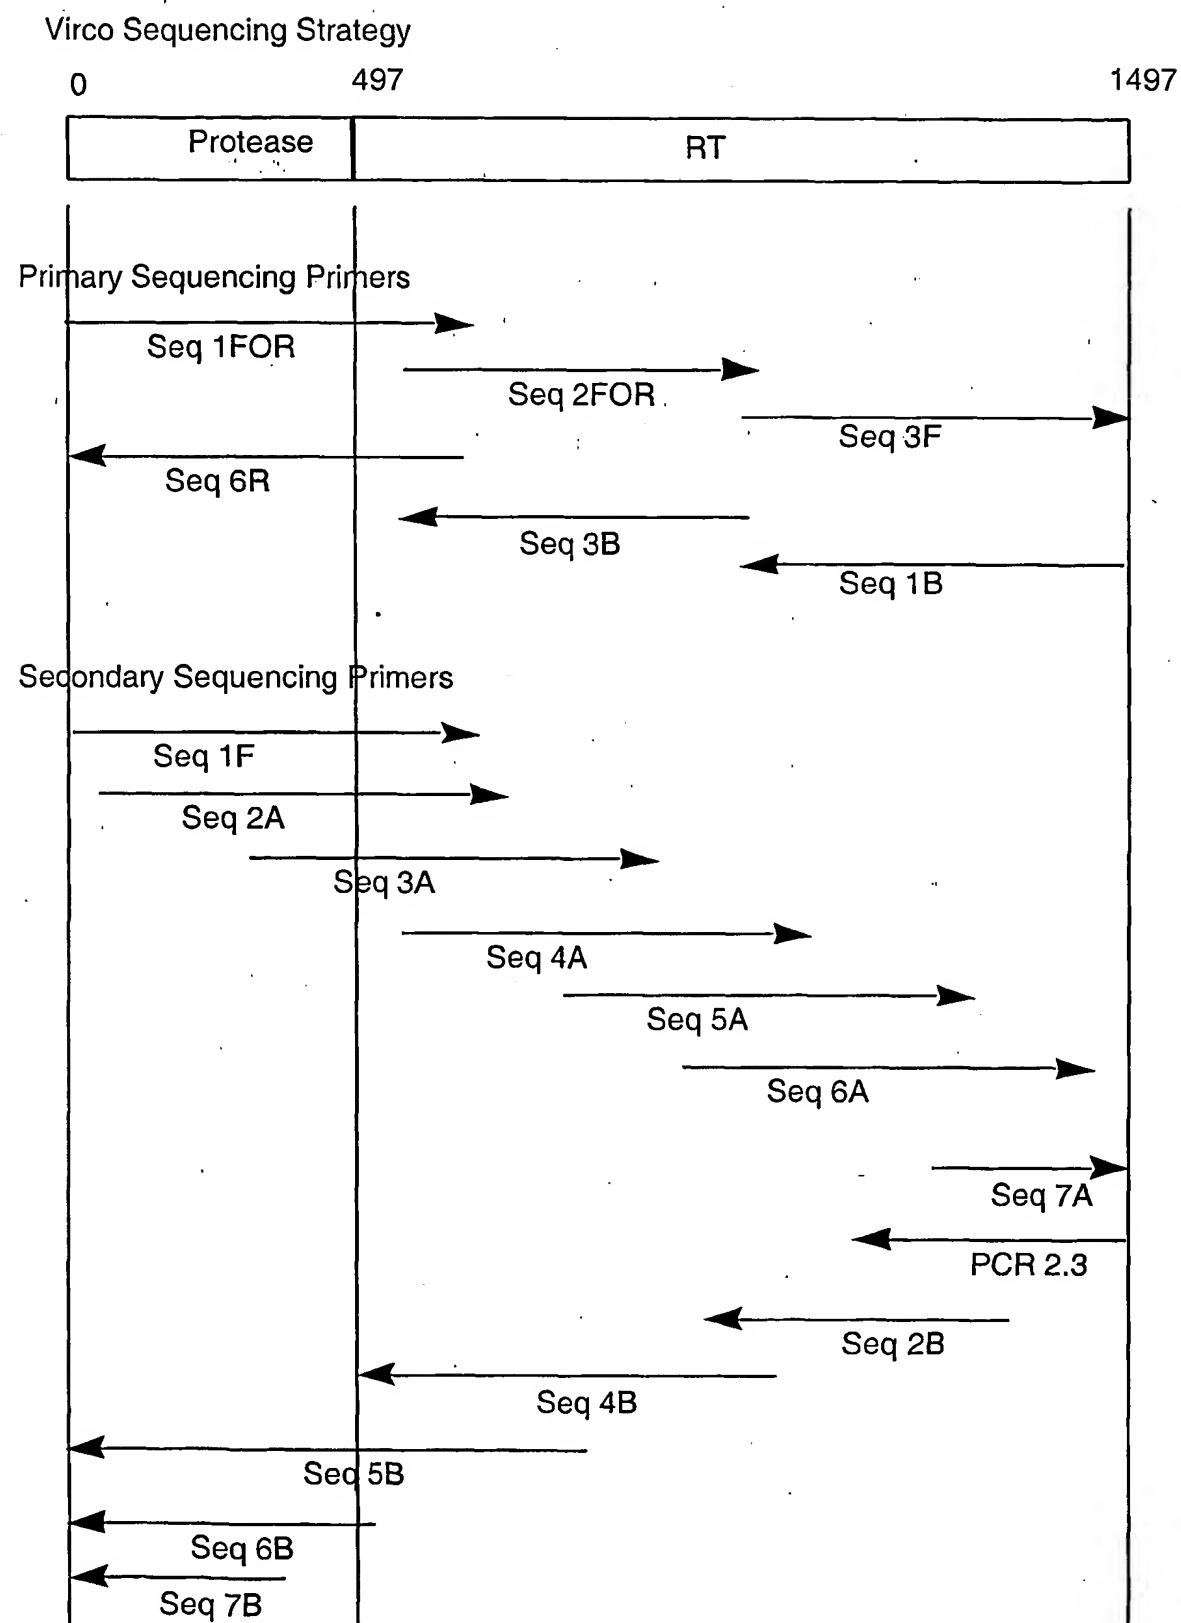 Virco Sequencing Strategy
0 497 1497
Protease RT
Primary Sequencing Primers
Seq 1FOR
Seq 2FOR
Seq 3F
Seq 6R
Seq 3B
Seq 1B
Secondary Sequencing Primers
Seq 1F
Seq 2A
Seq 3A
Seq 4A
Seq 5A
Seq 6A
Seq 7A
PCR 2.3
Seq 2B
Seq 4B
Seq 5B
Seq 6B
Seq 7B